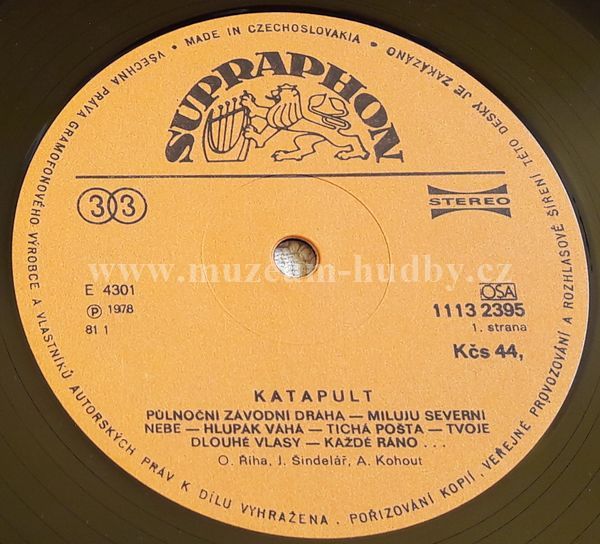 VŠECHNA PRÁVA GRAMOFONOVÉHO VÝROBCE A VLASTNÍKŮ AUTORSKÝCH PRÁV K DÍLU VYHRAŽENA. POŘIZOVÁNÍ KOPIÍ, VEŘEJNÉ PROVOZOVÁNÍ A ROZHLASOVÉ ŠÍŘENÍ TÉTO DESKY JE ZAKÁZÁNO
• MADE IN CZECHOSLOVAKIA •
SUPRAPHON
33
STEREO
www.muzeum-hudby.cz
E 4301
Ⓟ 1978
81 1
OSA
1113 2395
1. strana
Kčs 44,
KATAPULT
PŮLNOČNÍ ZÁVODNÍ DRÁHA — MILUJU SEVERNÍ
NEBE — HLUPÁK VÁHÁ — TICHÁ POŠTA — TVOJE
DLOUHÉ VLASY — KAŽDÉ RÁNO . . .
O. Říha, J. Šindelář, A. Kohout